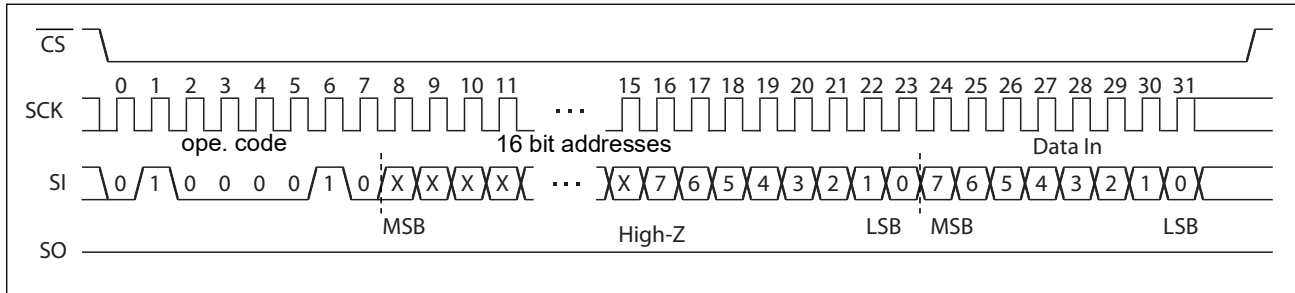 CS
0 1 2 3 4 5 6 7 8 9 10 11 15 16 17 18 19 20 21 22 23 24 25 26 27 28 29 30 31
SCK ...
ope. code 16 bit addresses Data In
SI 0 1 0 0 0 0 1 0 X X X X ... X 7 6 5 4 3 2 1 0 7 6 5 4 3 2 1 0
MSB High-Z LSB MSB LSB
SO